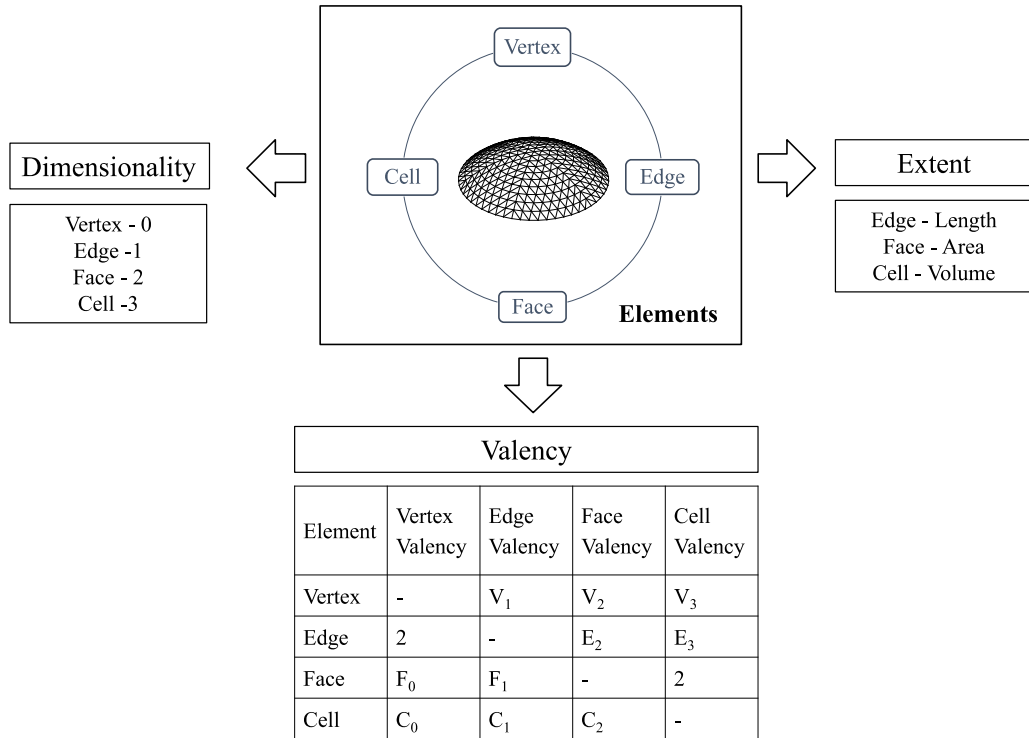 Vertex
Cell
Edge
Face
Elements
Dimensionality
Vertex - 0
Edge -1
Face - 2
Cell -3
Extent
Edge - Length
Face - Area
Cell - Volume
Valency
Element Vertex Valency Edge Valency Face Valency Cell Valency
Vertex - V₁ V₂ V₃
Edge 2 - E₂ E₃
Face F₀ F₁ - 2
Cell C₀ C₁ C₂ -